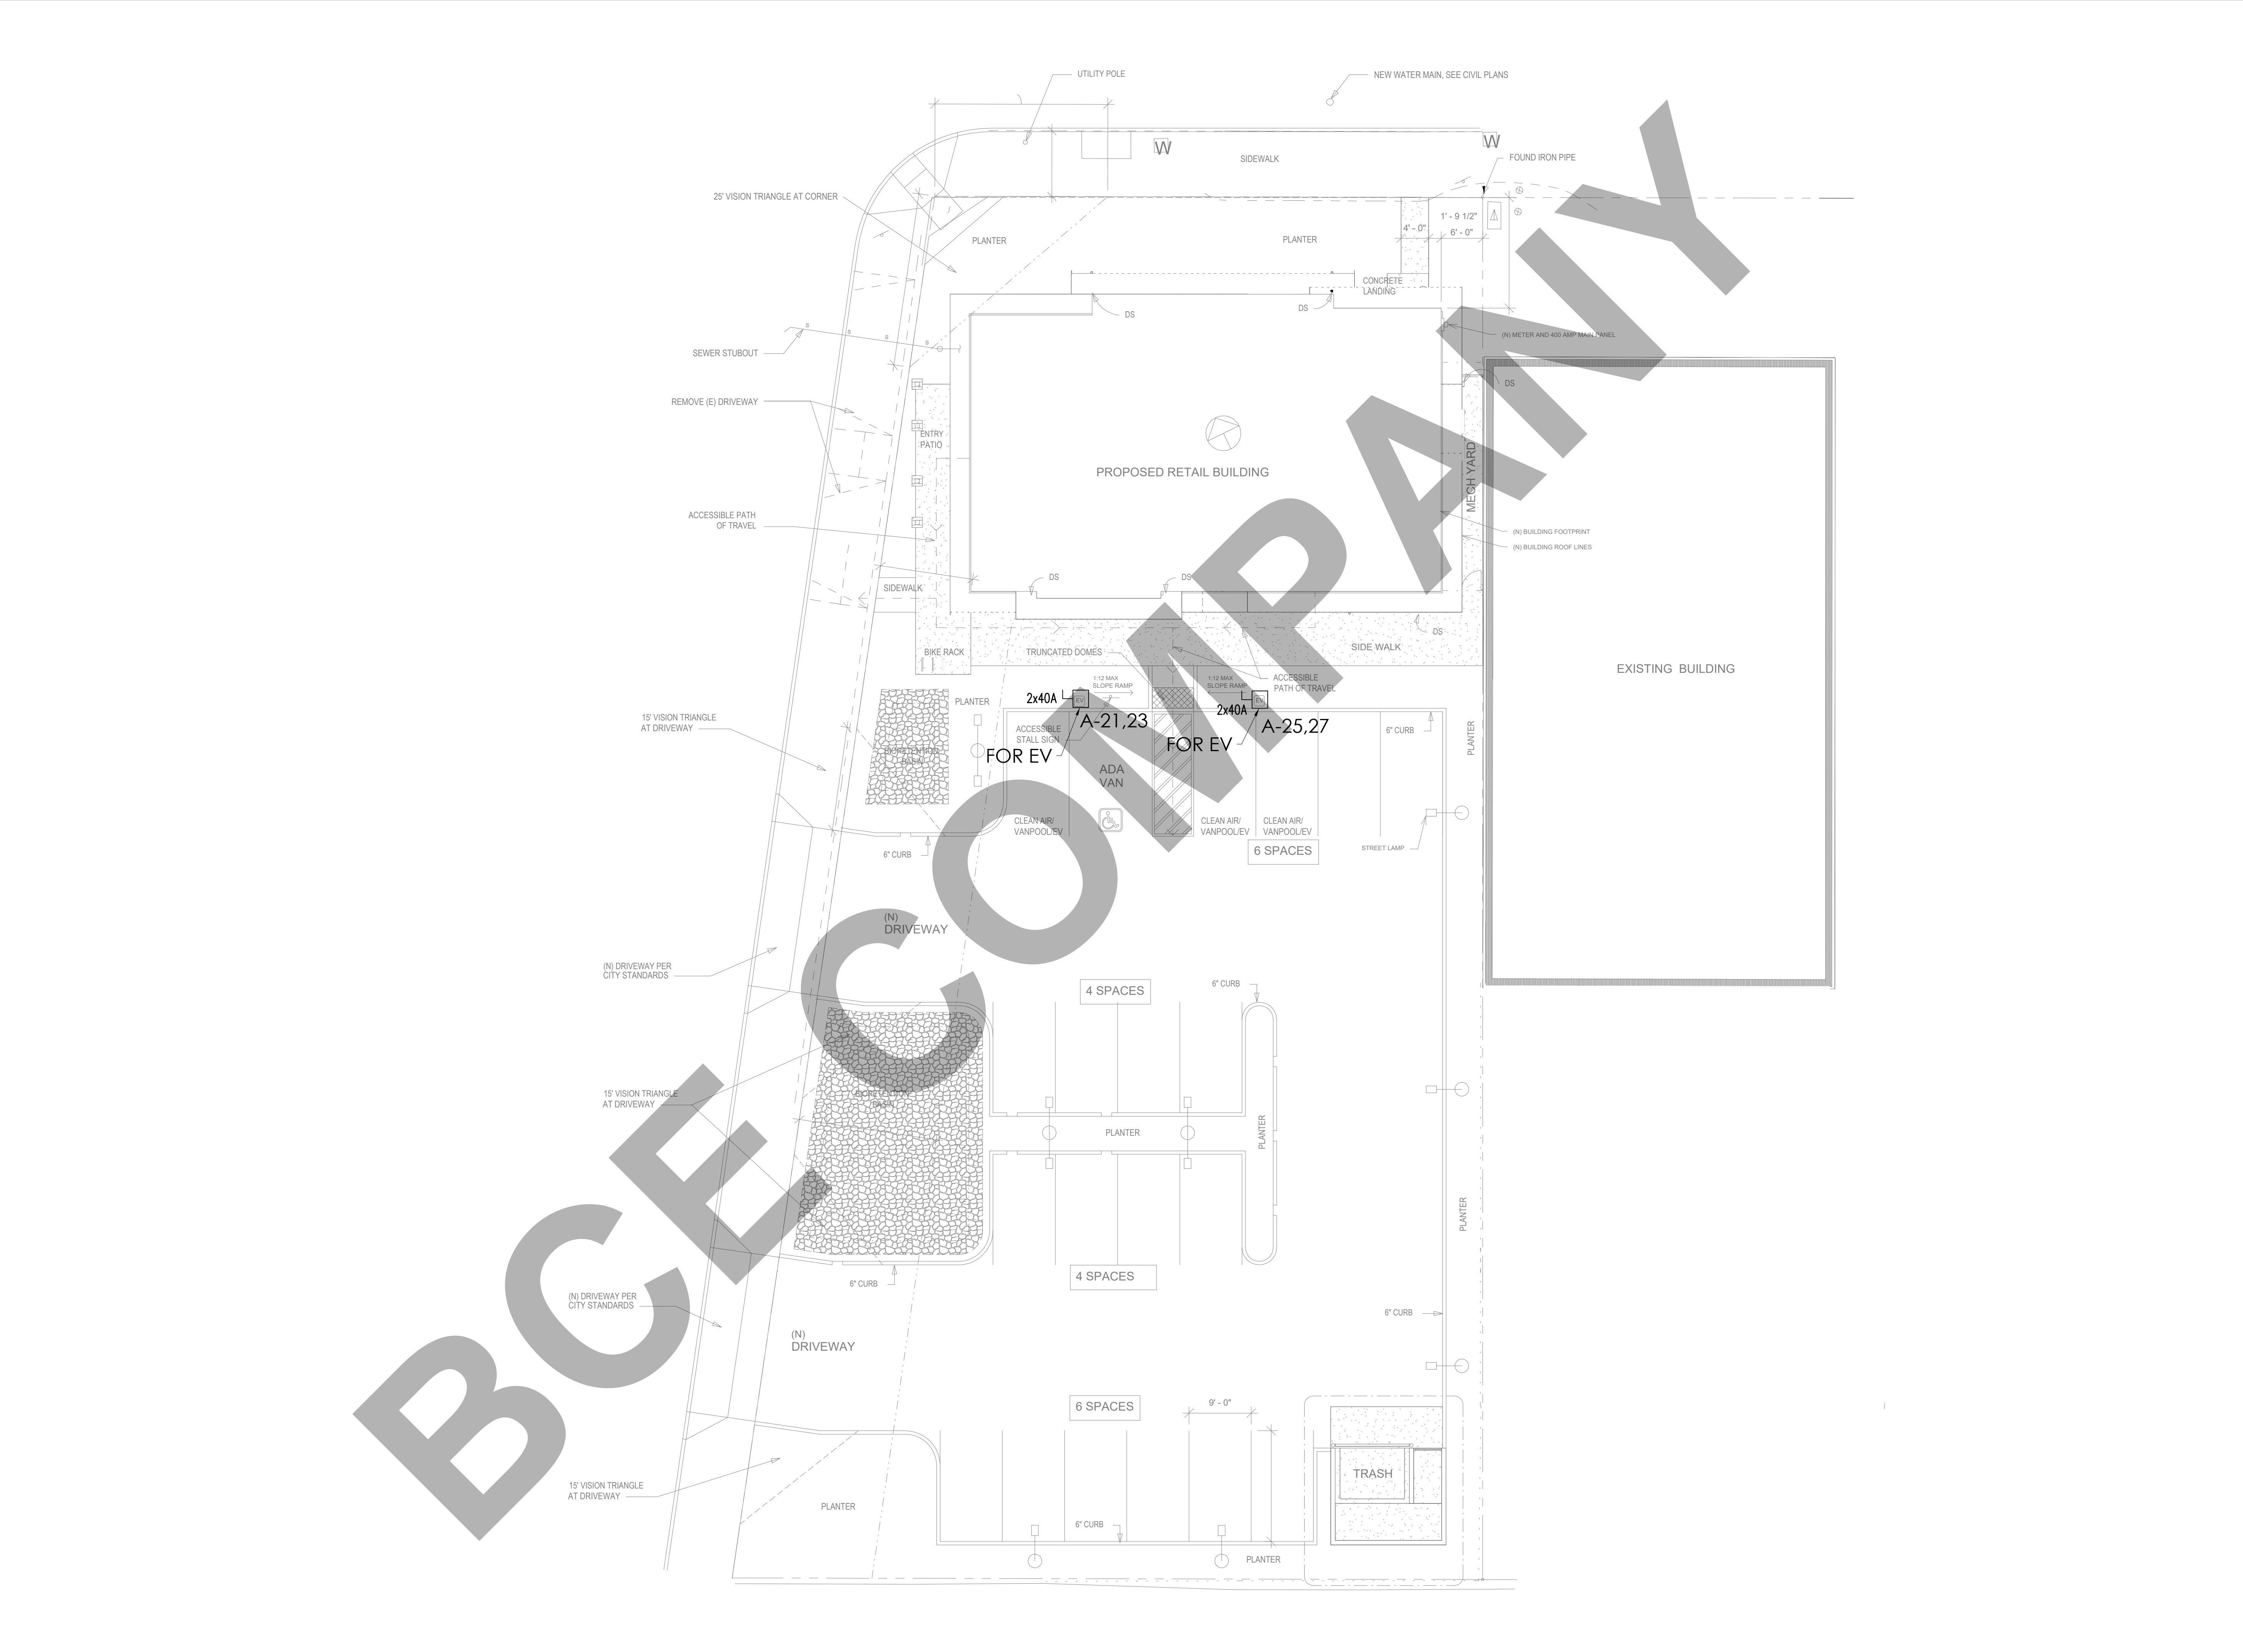 UTILITY POLE
NEW WATER MAIN, SEE CIVIL PLANS
W
W
SIDEWALK
FOUND IRON PIPE
25' VISION TRIANGLE AT CORNER
PLANTER
PLANTER
4' - 0"
1' - 9 1/2"
6' - 0"
CONCRETE
LANDING
DS
DS
(N) METER AND 400 AMP MAIN PANEL
S
S
S
S
SEWER STUBOUT
DS
REMOVE (E) DRIVEWAY
ENTRY
PATIO
PROPOSED RETAIL BUILDING
MECH YARD
ACCESSIBLE PATH
OF TRAVEL
(N) BUILDING FOOTPRINT
(N) BUILDING ROOF LINES
DS
DS
SIDEWALK
DS
BIKE RACK
TRUNCATED DOMES
SIDE WALK
EXISTING BUILDING
1:12 MAX
SLOPE RAMP
1:12 MAX
SLOPE RAMP
ACCESSIBLE
PATH OF TRAVEL
2x40A
EV
2x40A
EV
PLANTER
A-21,23
A-25,27
15' VISION TRIANGLE
AT DRIVEWAY
ACCESSIBLE
STALL SIGN
FOR EV
FOR EV
6" CURB
PLANTER
BIORETENTION
BASIN
ADA
VAN
CLEAN AIR/
VANPOOL/EV
CLEAN AIR/
VANPOOL/EV
CLEAN AIR/
VANPOOL/EV
6" CURB
6 SPACES
STREET LAMP
(N)
DRIVEWAY
(N) DRIVEWAY PER
CITY STANDARDS
4 SPACES
6" CURB
15' VISION TRIANGLE
AT DRIVEWAY
BIORETENTION
BASIN
PLANTER
PLANTER
PLANTER
4 SPACES
6" CURB
(N) DRIVEWAY PER
CITY STANDARDS
6" CURB
(N)
DRIVEWAY
6 SPACES
9' - 0"
TRASH
15' VISION TRIANGLE
AT DRIVEWAY
PLANTER
6" CURB
PLANTER
BCE COMPANY